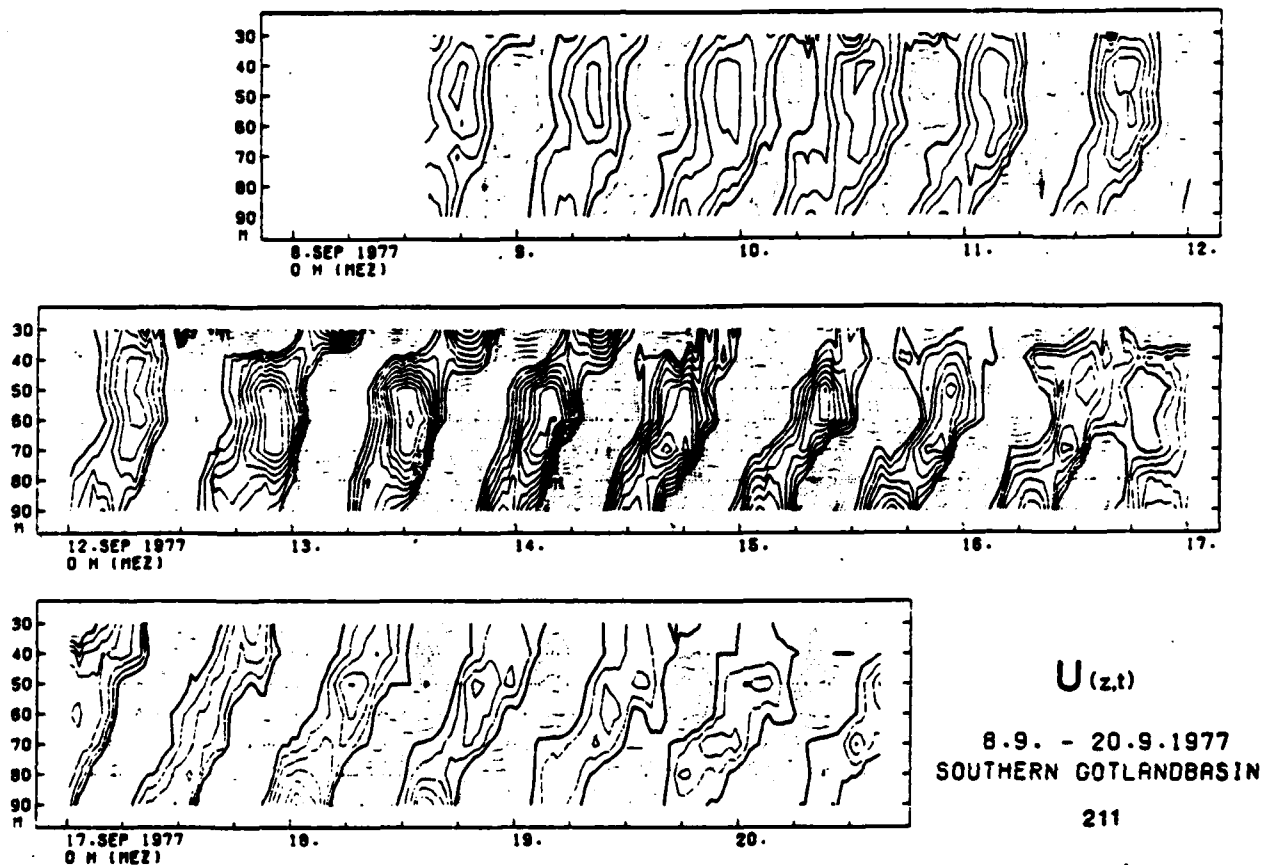 30
40
50
60
70
80
90
M
8.SEP 1977 9. 10. 11. 12.
0 H (MEZ)
30
40
50
60
70
80
90
M
12.SEP 1977 13. 14. 15. 16. 17.
0 H (MEZ)
30
40
50
60
70
80
90
M
17.SEP 1977 18. 19. 20.
0 H (MEZ)
U (z,t)
8.9. - 20.9.1977
SOUTHERN GOTLANDBASIN
211